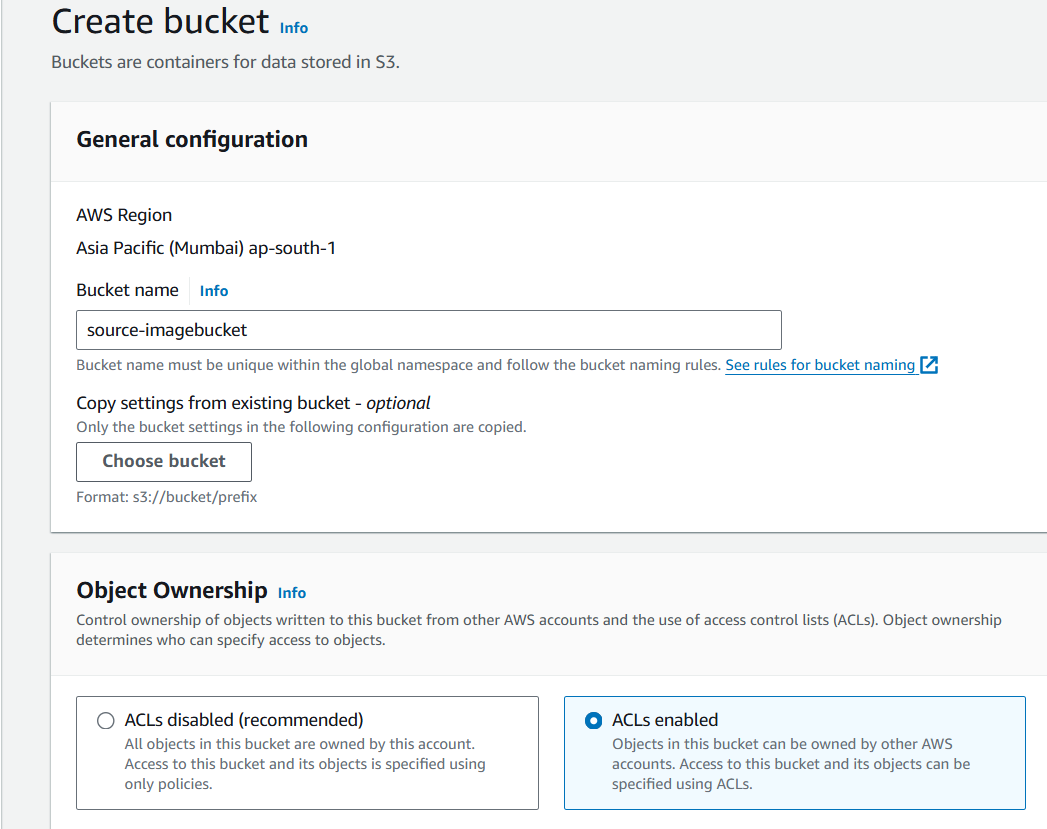 Create bucket Info
Buckets are containers for data stored in S3.
General configuration
AWS Region
Asia Pacific (Mumbai) ap-south-1
Bucket name Info
source-imagebucket
Bucket name must be unique within the global namespace and follow the bucket naming rules. See rules for bucket naming
Copy settings from existing bucket - optional
Only the bucket settings in the following configuration are copied.
Choose bucket
Format: s3://bucket/prefix
Object Ownership Info
Control ownership of objects written to this bucket from other AWS accounts and the use of access control lists (ACLs). Object ownership
determines who can specify access to objects.
ACLs disabled (recommended)
All objects in this bucket are owned by this account.
Access to this bucket and its objects is specified using
only policies.
ACLs enabled
Objects in this bucket can be owned by other AWS
accounts. Access to this bucket and its objects can be
specified using ACLs.